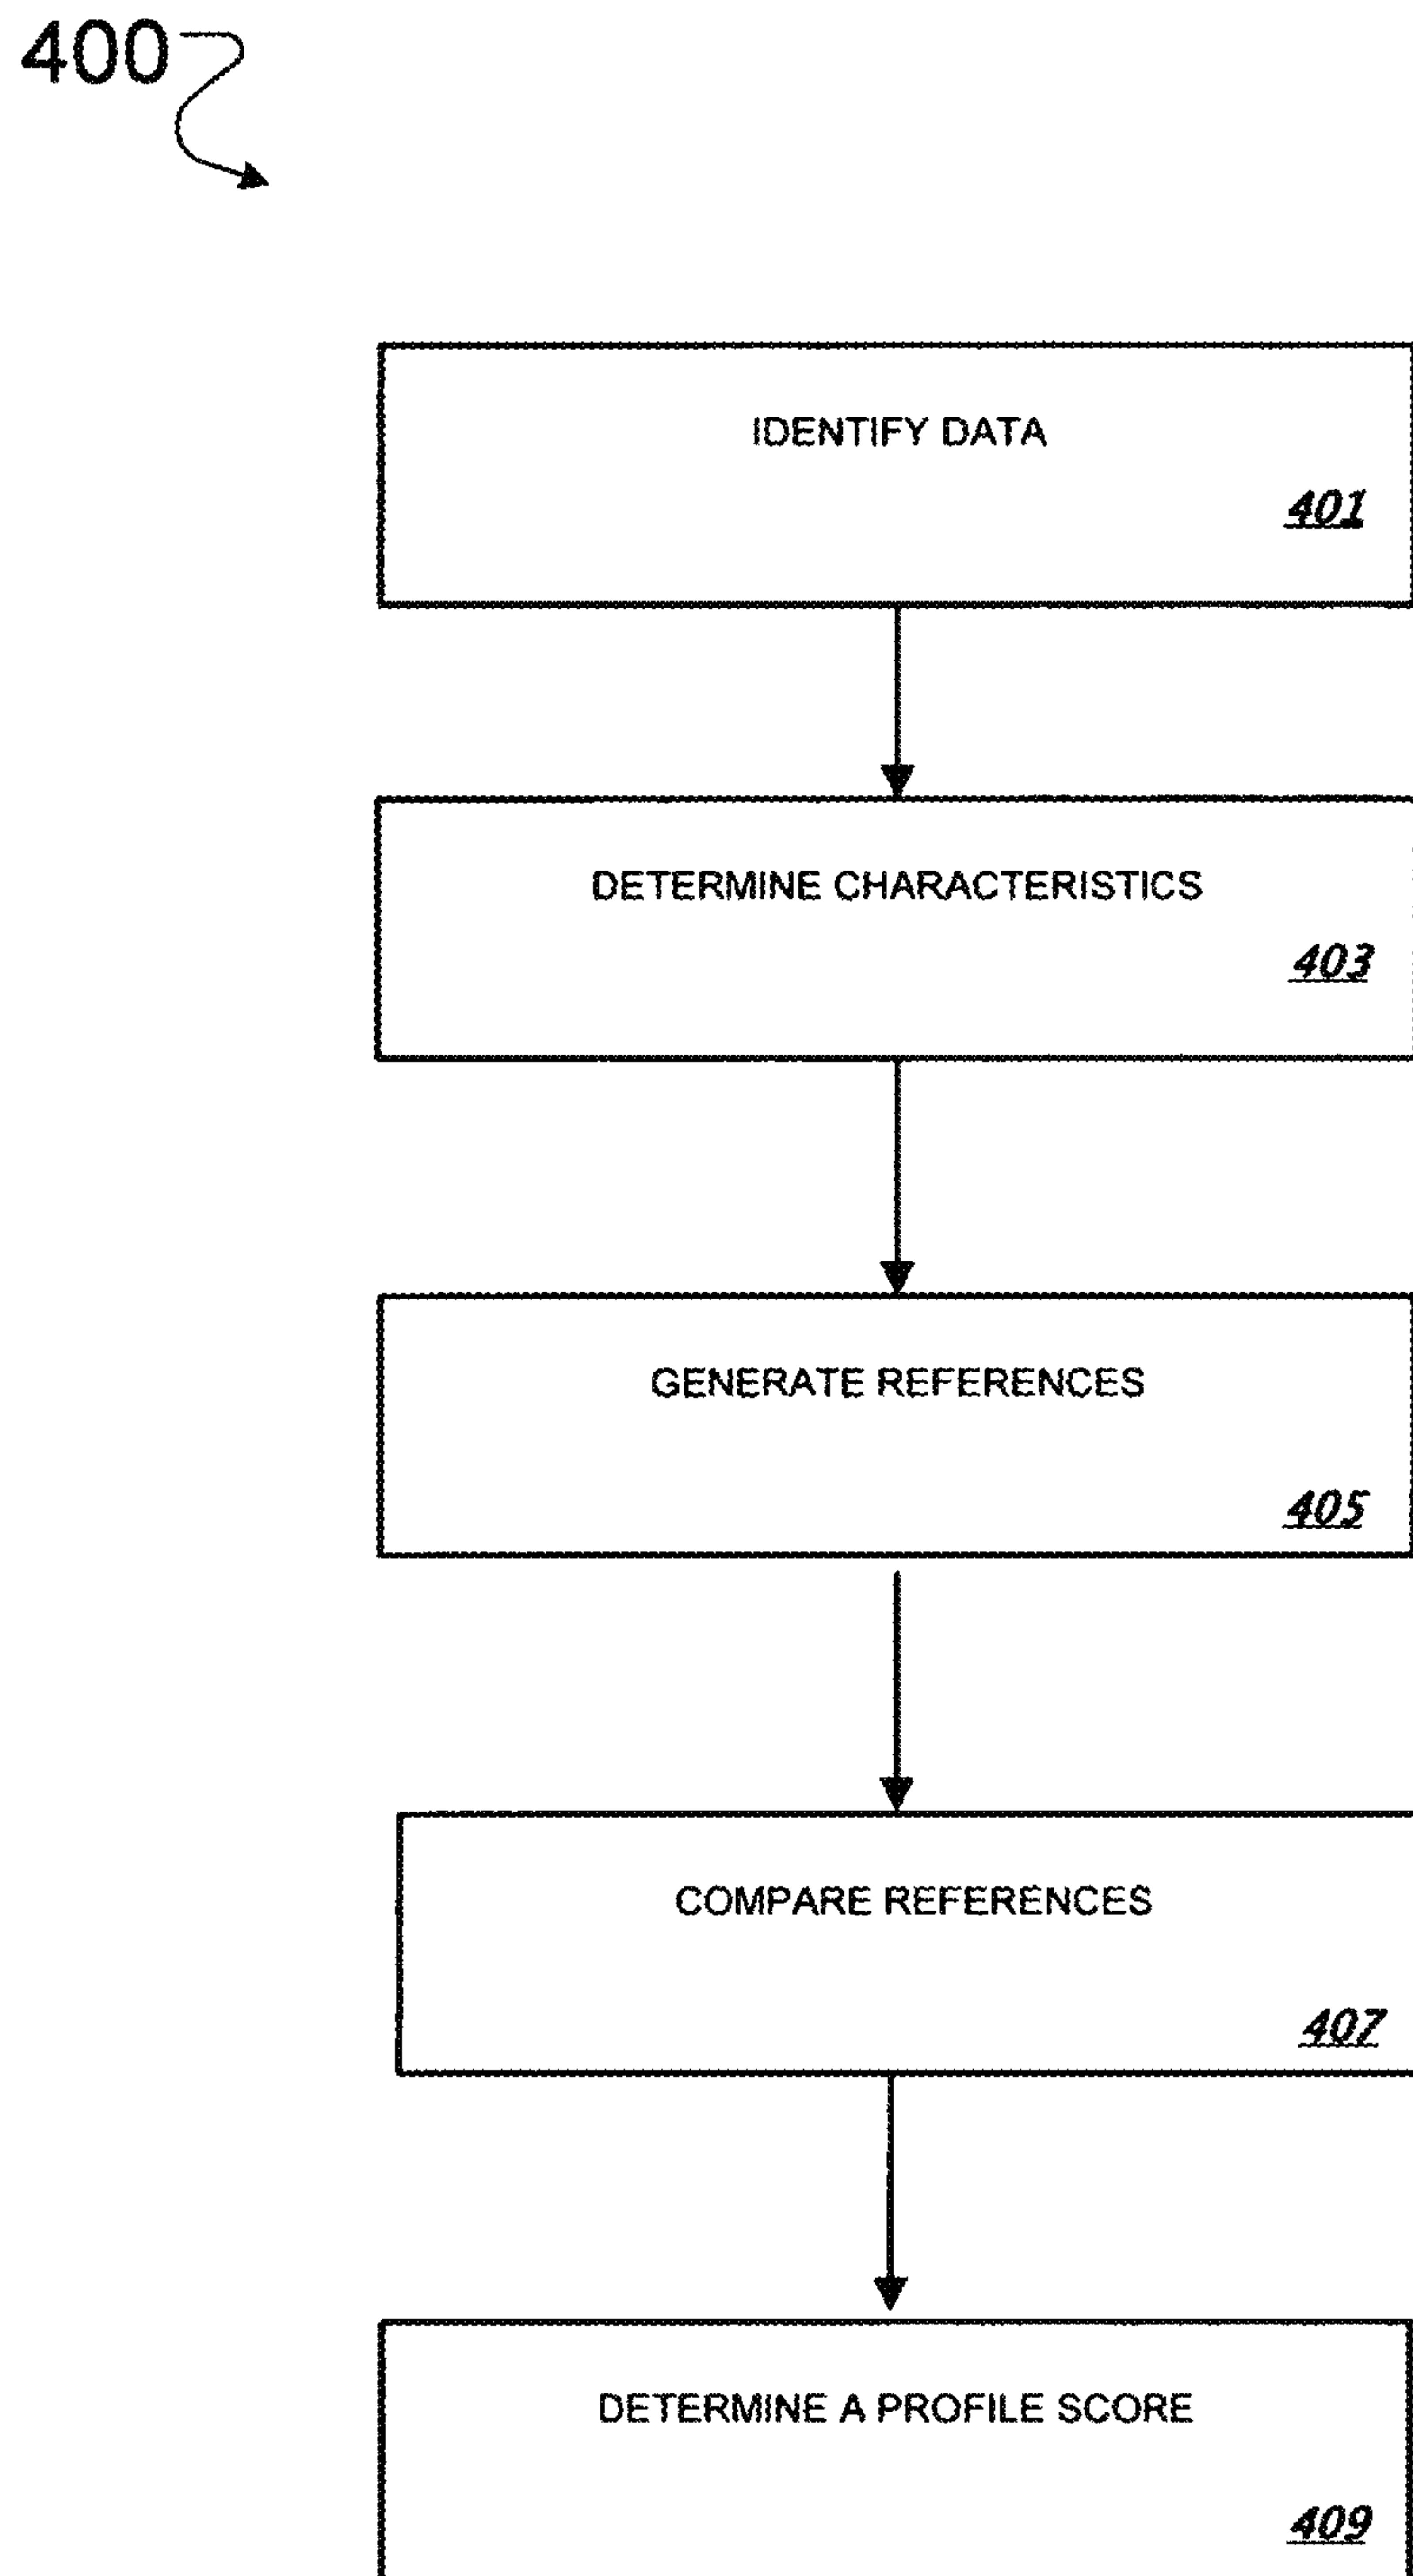 400
IDENTIFY DATA
401
DETERMINE CHARACTERISTICS
403
GENERATE REFERENCES
405
COMPARE REFERENCES
407
DETERMINE A PROFILE SCORE
409